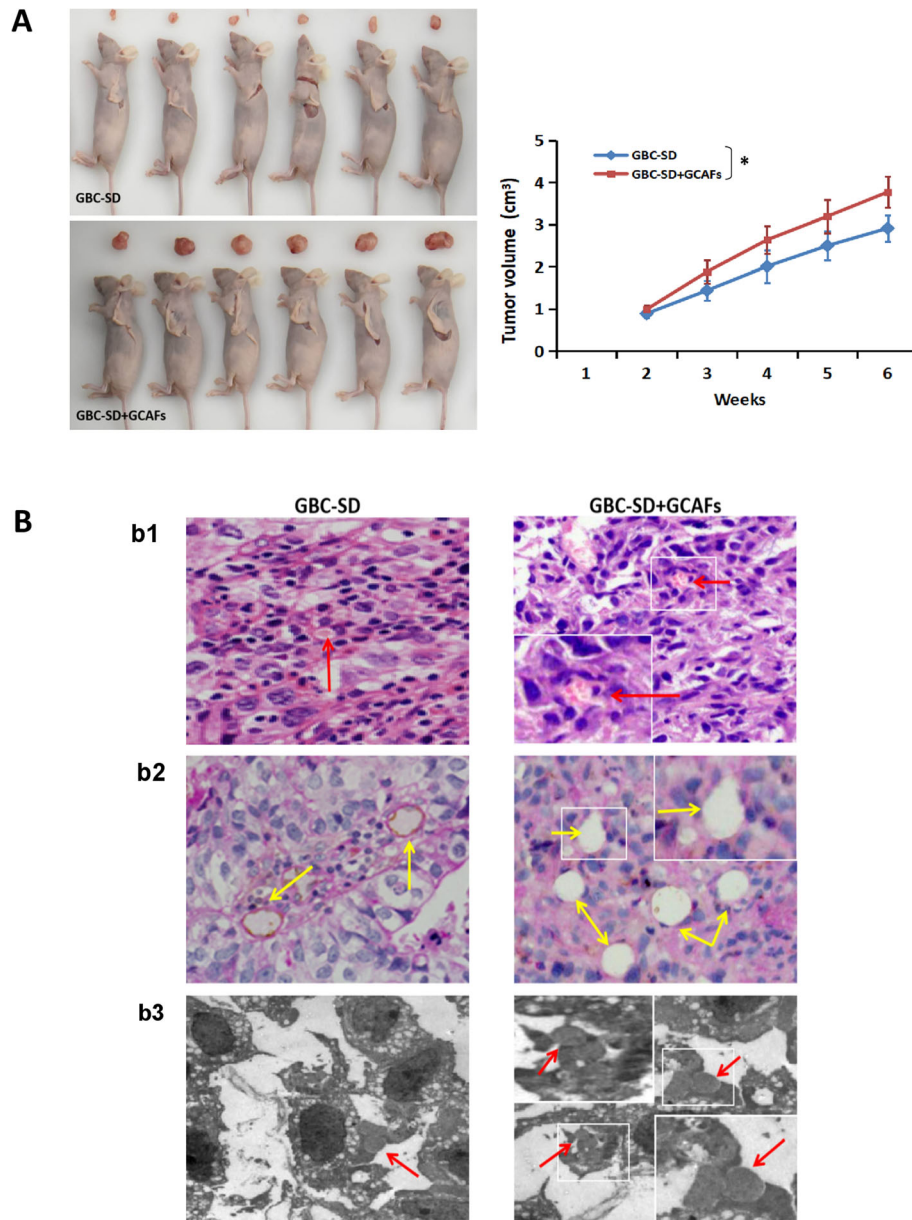 A
GBC-SD
GBC-SD+GCAFs
5
4
3
2
1
0
Tumor volume (cm³)
GBC-SD
GBC-SD+GCAFs
*
1 2 3 4 5 6
Weeks
B
GBC-SD GBC-SD+GCAFs
b1
b2
b3